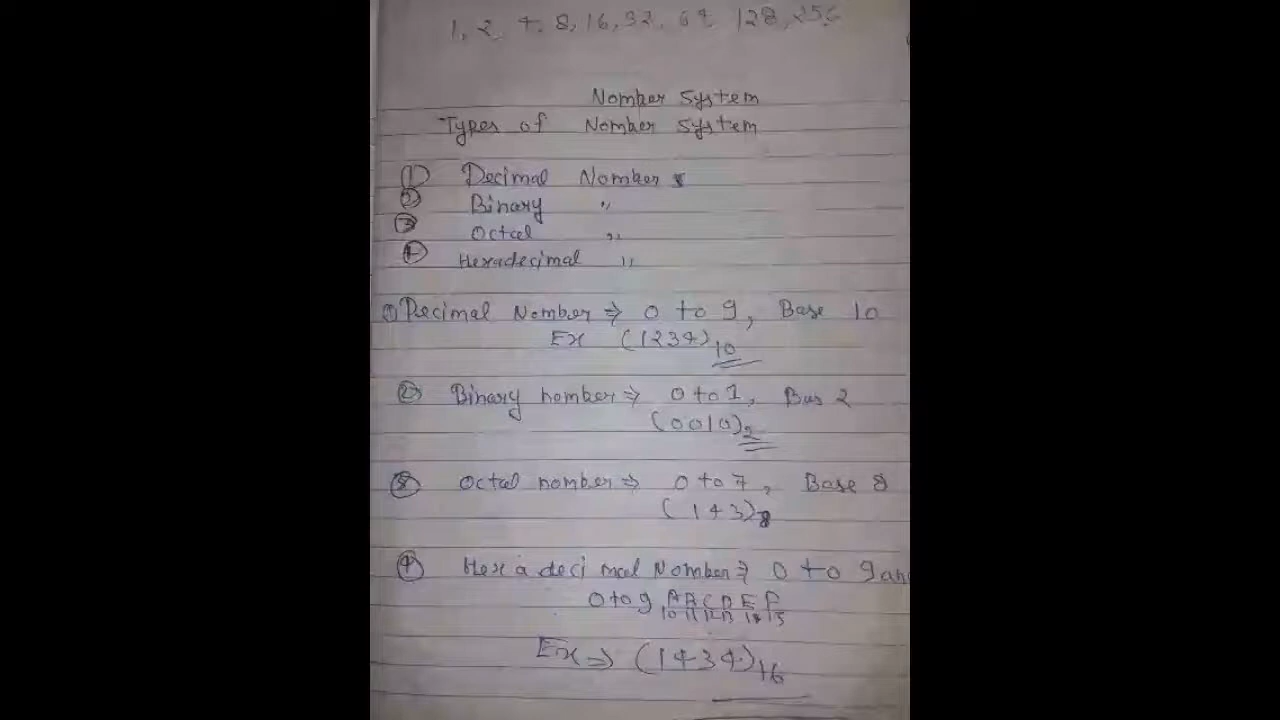 1, 2, 4, 8, 16, 32, 64, 128, 256
Nomber System
Types of Nomber System
① Decimal Nomber
② Binary "
③ Octal "
④ Hexadecimal "
① Decimal Nomber ⇒ 0 to 9, Base 10
Ex (1234)10
② Binary nomber ⇒ 0 to 1, Bas 2
(0010)2
③ Octal nomber ⇒ 0 to 7, Base 8
(143)8
④ Hexadecimal Nomber ⇒ 0 to 9 an
0 to 9 A B C D E F
10 11 12 13 14 15
Ex ⇒ (1434)16